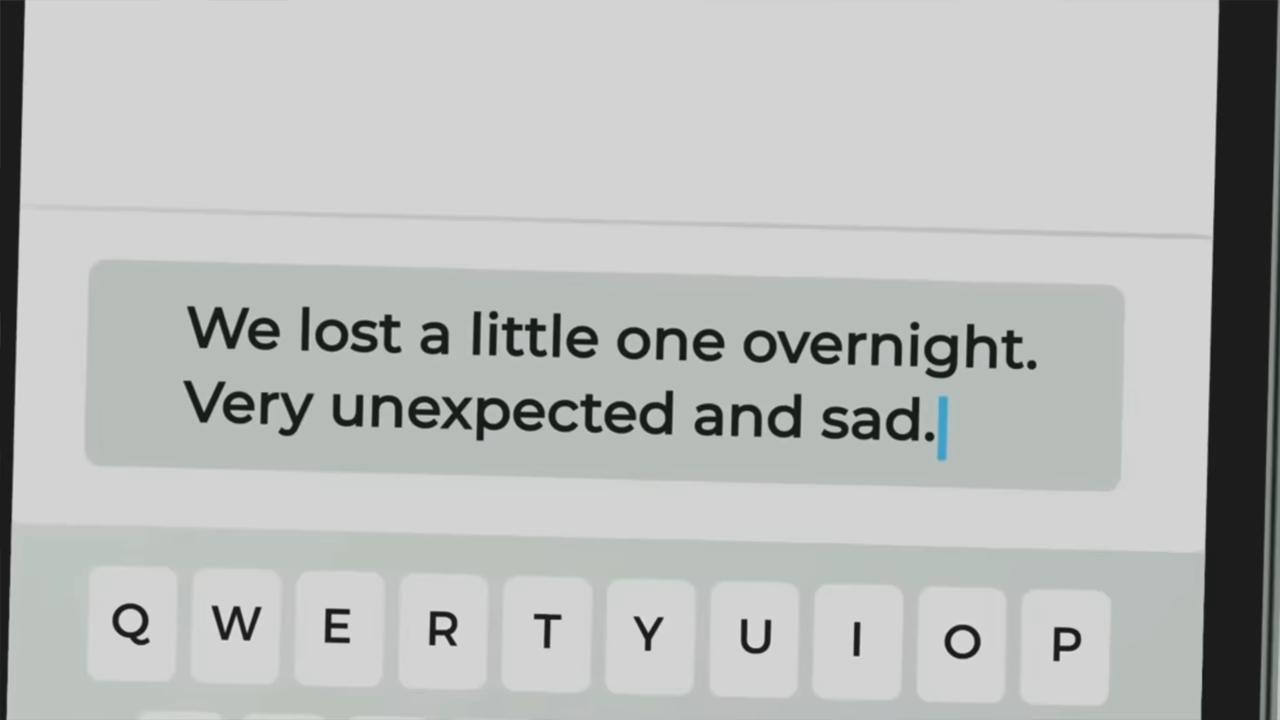 We lost a little one overnight.
Very unexpected and sad.
Q W E R T Y U I O P